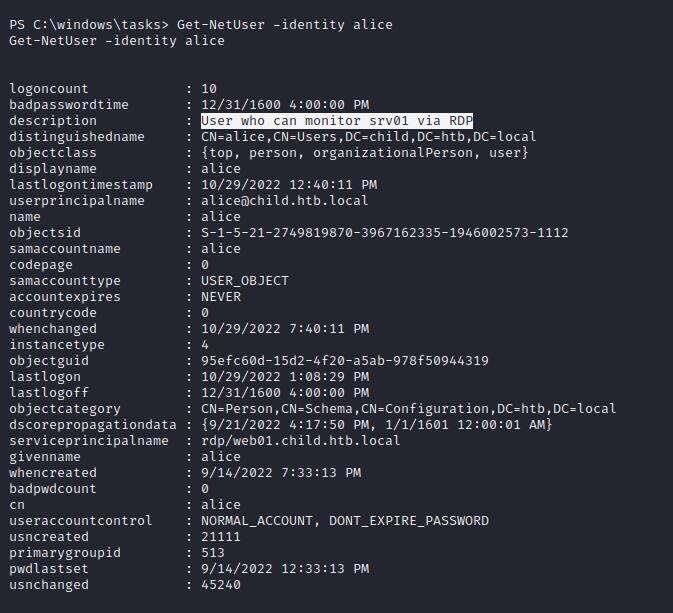 PS C:\windows\tasks> Get-NetUser -identity alice
Get-NetUser -identity alice
logoncount : 10
badpasswordtime : 12/31/1600 4:00:00 PM
description : User who can monitor srv01 via RDP
distinguishedname : CN=alice,CN=Users,DC=child,DC=htb,DC=local
objectclass : {top, person, organizationalPerson, user}
displayname : alice
lastlogontimestamp : 10/29/2022 12:40:11 PM
userprincipalname : alice@child.htb.local
name : alice
objectsid : S-1-5-21-2749819870-3967162335-1946002573-1112
samaccountname : alice
codepage : 0
samaccounttype : USER_OBJECT
accountexpires : NEVER
countrycode : 0
whenchanged : 10/29/2022 7:40:11 PM
instancetype : 4
objectguid : 95efc60d-15d2-4f20-a5ab-978f50944319
lastlogon : 10/29/2022 1:08:29 PM
lastlogoff : 12/31/1600 4:00:00 PM
objectcategory : CN=Person,CN=Schema,CN=Configuration,DC=htb,DC=local
dscorepropagationdata : {9/21/2022 4:17:50 PM, 1/1/1601 12:00:01 AM}
serviceprincipalname : rdp/web01.child.htb.local
givenname : alice
whencreated : 9/14/2022 7:33:13 PM
badpwdcount : 0
cn : alice
useraccountcontrol : NORMAL_ACCOUNT, DONT_EXPIRE_PASSWORD
usncreated : 21111
primarygroupid : 513
pwdlastset : 9/14/2022 12:33:13 PM
usnchanged : 45240